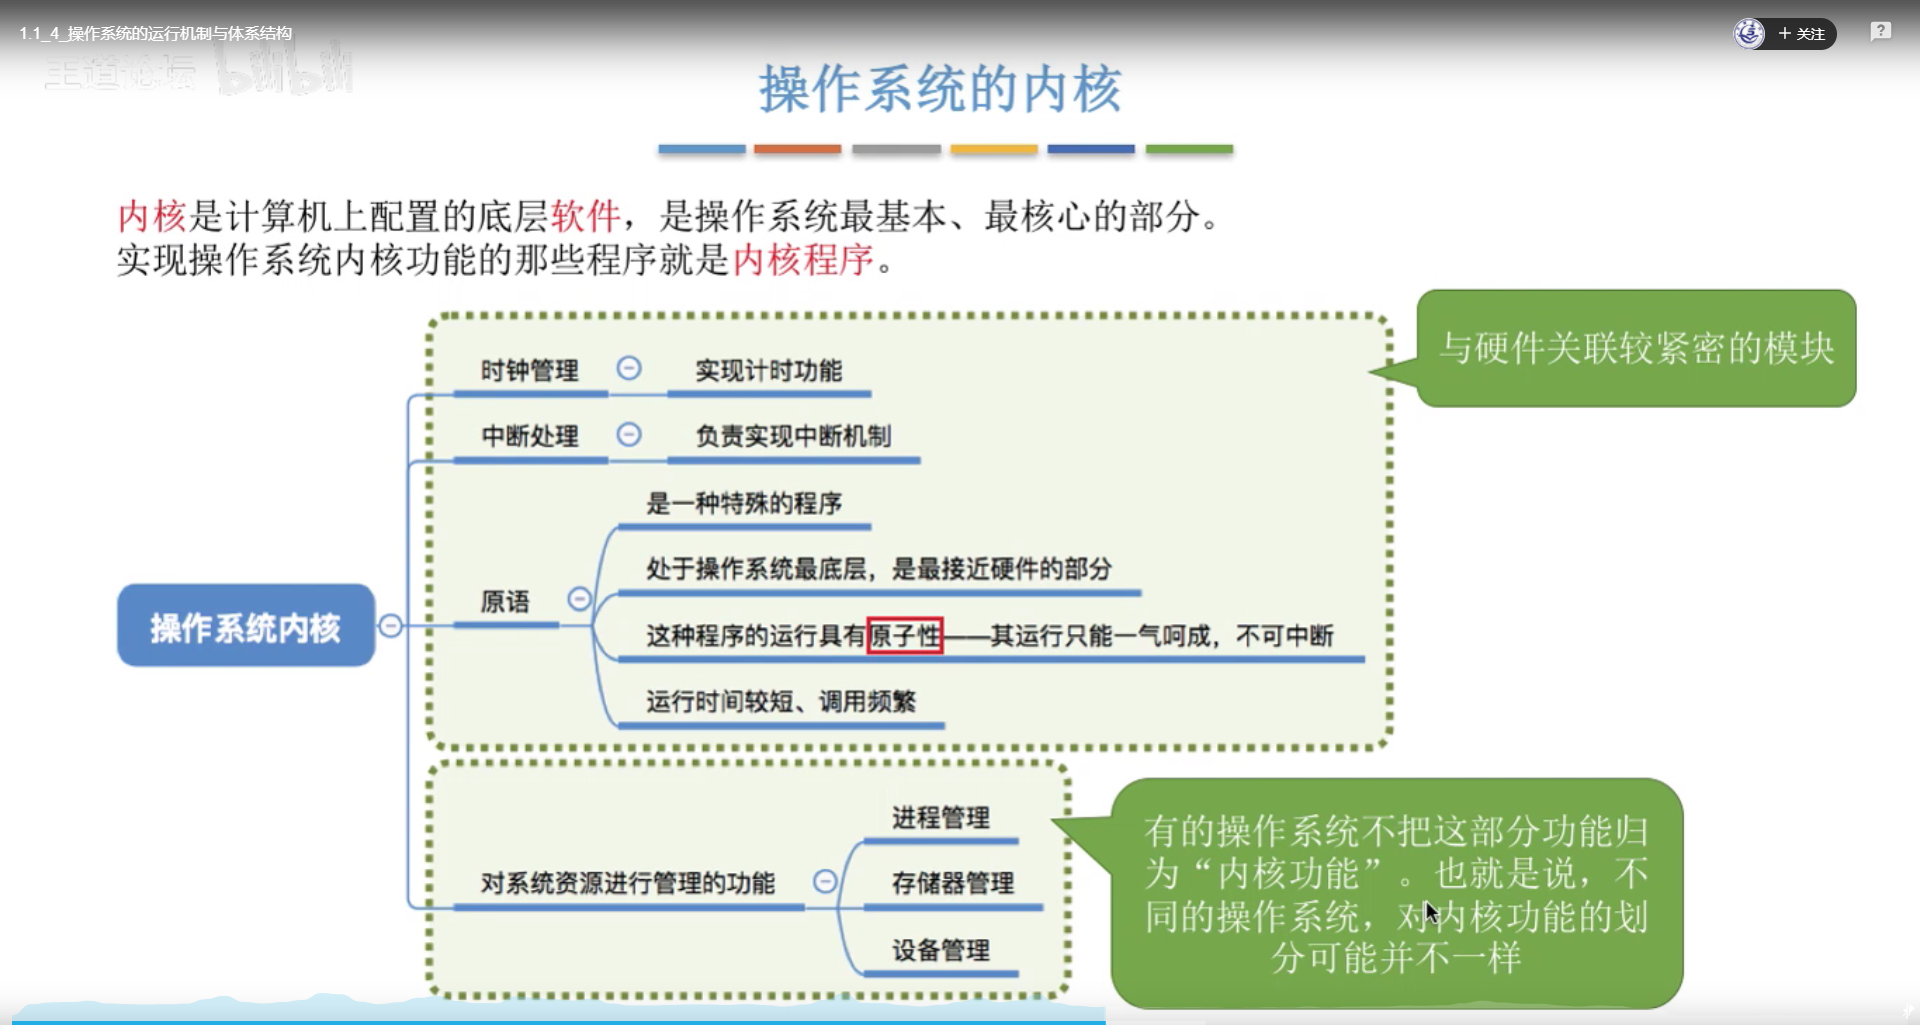 1.1_4_操作系统的运行机制与体系结构
+ 关注
?
王道论坛 bilibili
操作系统的内核
内核是计算机上配置的底层软件，是操作系统最基本、最核心的部分。
实现操作系统内核功能的那些程序就是内核程序。
与硬件关联较紧密的模块
时钟管理
实现计时功能
中断处理
负责实现中断机制
是一种特殊的程序
处于操作系统最底层，是最接近硬件的部分
原语
这种程序的运行具有原子性——其运行只能一气呵成，不可中断
运行时间较短、调用频繁
操作系统内核
对系统资源进行管理的功能
进程管理
存储器管理
设备管理
有的操作系统不把这部分功能归
为“内核功能”。也就是说，不
同的操作系统，对内核功能的划
分可能并不一样